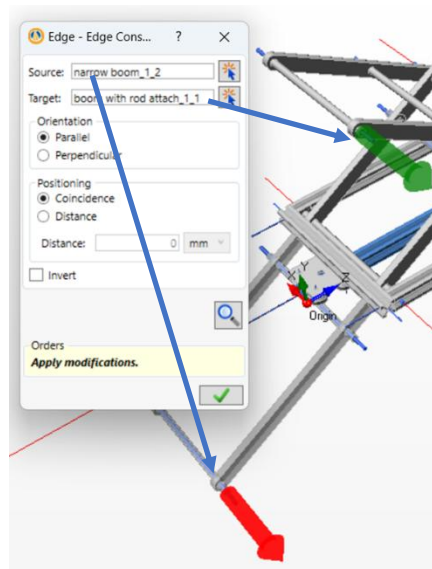 Edge - Edge Cons... ? ×
Source: narrow boom_1_2
Target: boom with rod attach_1_1
Orientation
Parallel
Perpendicular
Positioning
Coincidence
Distance
Distance: 0 mm
Invert
Orders
Apply modifications.
X Y Z
Origin